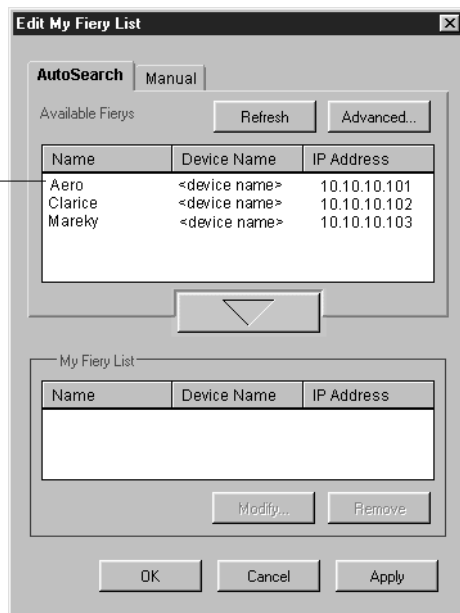 Edit My Fiery List
AutoSearch Manual
Available Fierys Refresh Advanced...
Name Device Name IP Address
Aero <device name> 10.10.10.101
Clarice <device name> 10.10.10.102
Mareky <device name> 10.10.10.103
My Fiery List
Name Device Name IP Address
Modify... Remove
OK Cancel Apply